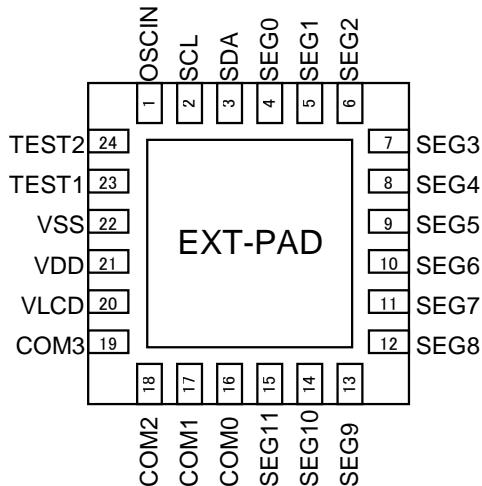 OSCIN
SCL
SDA
SEG0
SEG1
SEG2
1
2
3
4
5
6
TEST2 24
7 SEG3
TEST1 23
8 SEG4
VSS 22
9 SEG5
EXT-PAD
VDD 21
10 SEG6
VLCD 20
11 SEG7
COM3 19
12 SEG8
18
17
16
15
14
13
COM2
COM1
COM0
SEG11
SEG10
SEG9